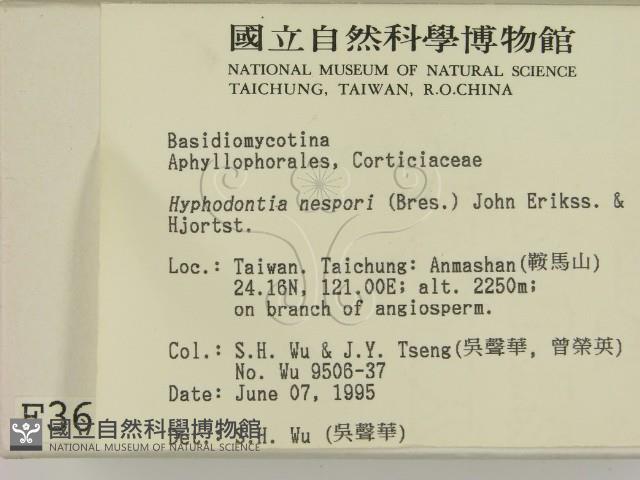 國立自然科學博物館
NATIONAL MUSEUM OF NATURAL SCIENCE
TAICHUNG, TAIWAN, R.O.CHINA
Basidiomycotina
Aphyllophorales, Corticiaceae
Hyphodontia nespori (Bres.) John Erikss. &
Hjortst.
Loc.: Taiwan. Taichung: Anmashan(鞍馬山)
24.16N, 121.00E; alt. 2250m;
on branch of angiosperm.
Col.: S.H. Wu & J.Y. Tseng(吳聲華, 曾榮英)
No. Wu 9506-37
Date: June 07, 1995
F36
Det.: S.H. Wu (吳聲華)
國立自然科學博物館
NATIONAL MUSEUM OF NATURAL SCIENCE